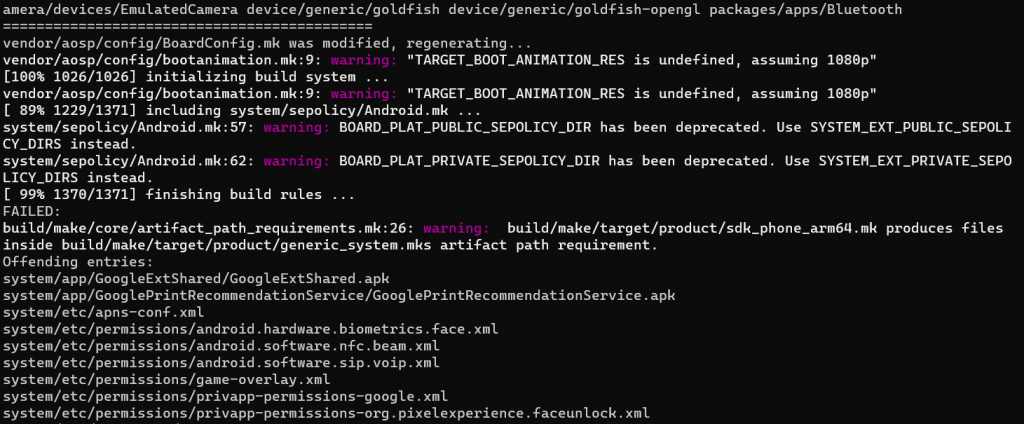 amera/devices/EmulatedCamera device/generic/goldfish device/generic/goldfish-opengl packages/apps/Bluetooth
============================================
vendor/aosp/config/BoardConfig.mk was modified, regenerating...
vendor/aosp/config/bootanimation.mk:9: warning: "TARGET_BOOT_ANIMATION_RES is undefined, assuming 1080p"
[100% 1026/1026] initializing build system ...
vendor/aosp/config/bootanimation.mk:9: warning: "TARGET_BOOT_ANIMATION_RES is undefined, assuming 1080p"
[ 89% 1229/1371] including system/sepolicy/Android.mk ...
system/sepolicy/Android.mk:57: warning: BOARD_PLAT_PUBLIC_SEPOLICY_DIR has been deprecated. Use SYSTEM_EXT_PUBLIC_SEPOLI
CY_DIRS instead.
system/sepolicy/Android.mk:62: warning: BOARD_PLAT_PRIVATE_SEPOLICY_DIR has been deprecated. Use SYSTEM_EXT_PRIVATE_SEPO
LICY_DIRS instead.
[ 99% 1370/1371] finishing build rules ...
FAILED:
build/make/core/artifact_path_requirements.mk:26: warning:  build/make/target/product/sdk_phone_arm64.mk produces files
inside build/make/target/product/generic_system.mks artifact path requirement.
Offending entries:
system/app/GoogleExtShared/GoogleExtShared.apk
system/app/GooglePrintRecommendationService/GooglePrintRecommendationService.apk
system/etc/apns-conf.xml
system/etc/permissions/android.hardware.biometrics.face.xml
system/etc/permissions/android.software.nfc.beam.xml
system/etc/permissions/android.software.sip.voip.xml
system/etc/permissions/game-overlay.xml
system/etc/permissions/privapp-permissions-google.xml
system/etc/permissions/privapp-permissions-org.pixelexperience.faceunlock.xml